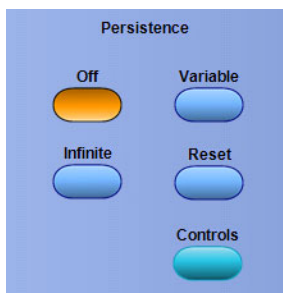 Persistence
Off
Variable
Infinite
Reset
Controls